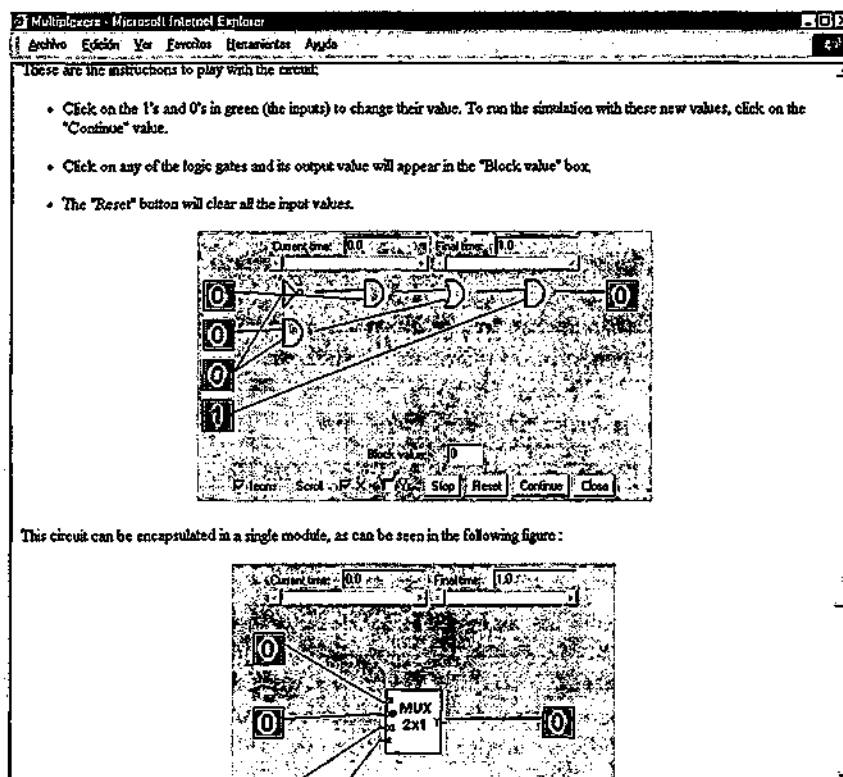 Multiplexers - Microsoft Internet Explorer
Archivo Edición Ver Favoritos Herramientas Ayuda
These are the instructions to play with the circuit:
• Click on the 1's and 0's in green (the inputs) to change their value. To run the simulation with these new values, click on the
"Continue" value.
• Click on any of the logic gates and its output value will appear in the "Block value" box.
• The "Reset" button will clear all the input values.
Current time: 0.0 Final time: 1.0
0 0
0
0
1
Block value: 0
Icons Scroll X Y Stop Reset Continue Close
This circuit can be encapsulated in a single module, as can be seen in the following figure:
Current time: 0.0 Final time: 1.0
0
MUX
0 2x1 Y 0